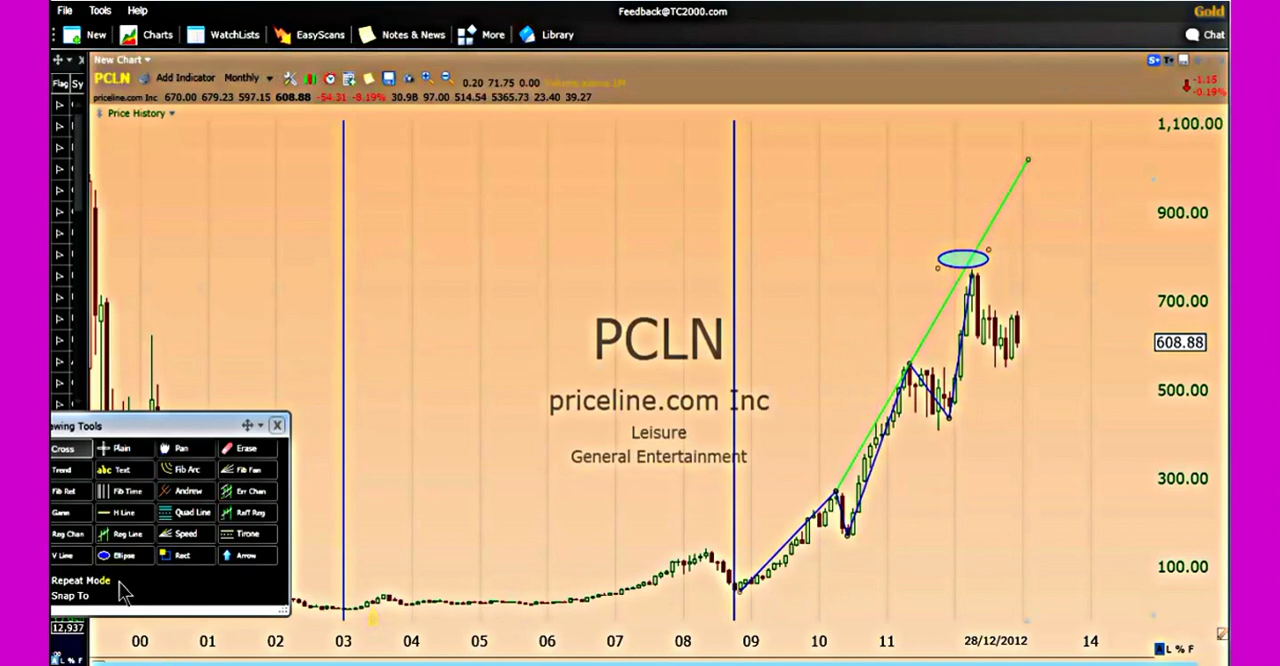 File Tools Help Feedback@TC2000.com Gold
New Charts WatchLists EasyScans Notes & News More Library Chat
New Chart
Flag Sy PCLN Add Indicator Monthly 0.20 71.75 0.00
priceline.com Inc 670.00 679.23 597.15 608.88 -54.31 -8.19% 30.9B 97.00 514.54 5365.73 23.40 39.27
-1.15
-0.19%
Price History
1,100.00
900.00
700.00
608.88
500.00
300.00
100.00
PCLN
priceline.com Inc
Leisure
General Entertainment
awing Tools
Cross Plain Pan Erase
Trend abc Text Fib Arc Fib Fan
Fib Ret Fib Time Andrew Err Chan
Gann H Line Quad Line Raff Reg
Reg Chan Reg Line Speed Tirone
V Line Ellipse Rect Arrow
Repeat Mode
Snap To
12,937
00 01 02 03 04 05 06 07 08 09 10 11 28/12/2012 14
A L % F A L % F